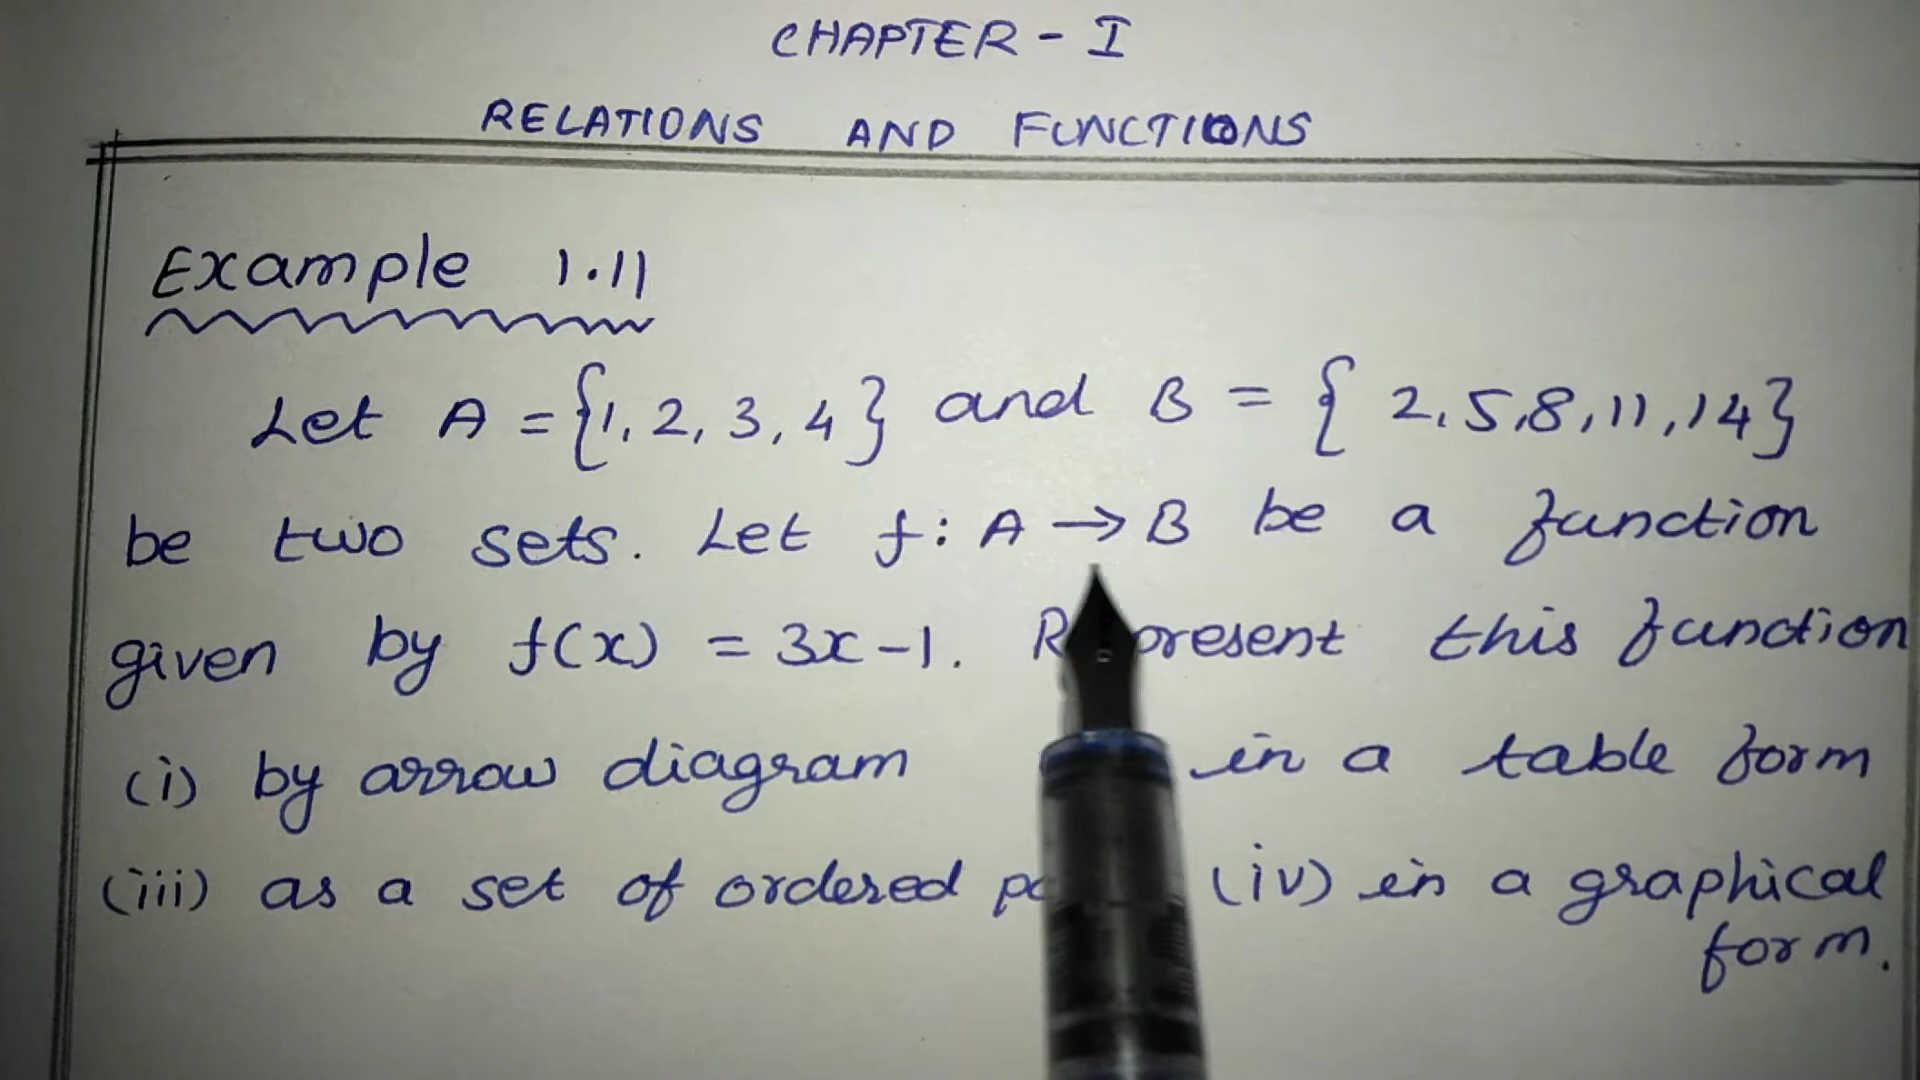 CHAPTER - I
RELATIONS AND FUNCTIONS
Example 1.11
Let A = {1, 2, 3, 4} and B = { 2, 5, 8, 11, 14}
be two sets. Let f : A → B be a function
given by f(x) = 3x-1. this function
(i) by arrow diagram in a table form
(iii) as a set of ordered (iv) in a graphical
form.